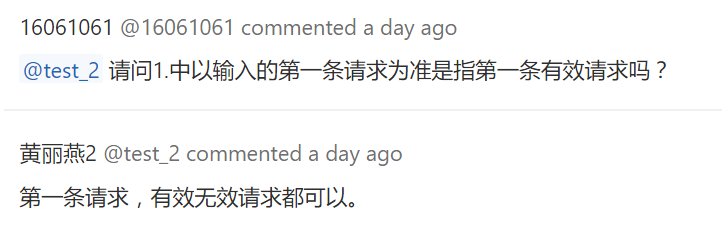 16061061 @16061061 commented a day ago
@test_2 请问1.中以输入的第一条请求为准是指第一条有效请求吗？
黄丽燕2 @test_2 commented a day ago
第一条请求，有效无效请求都可以。